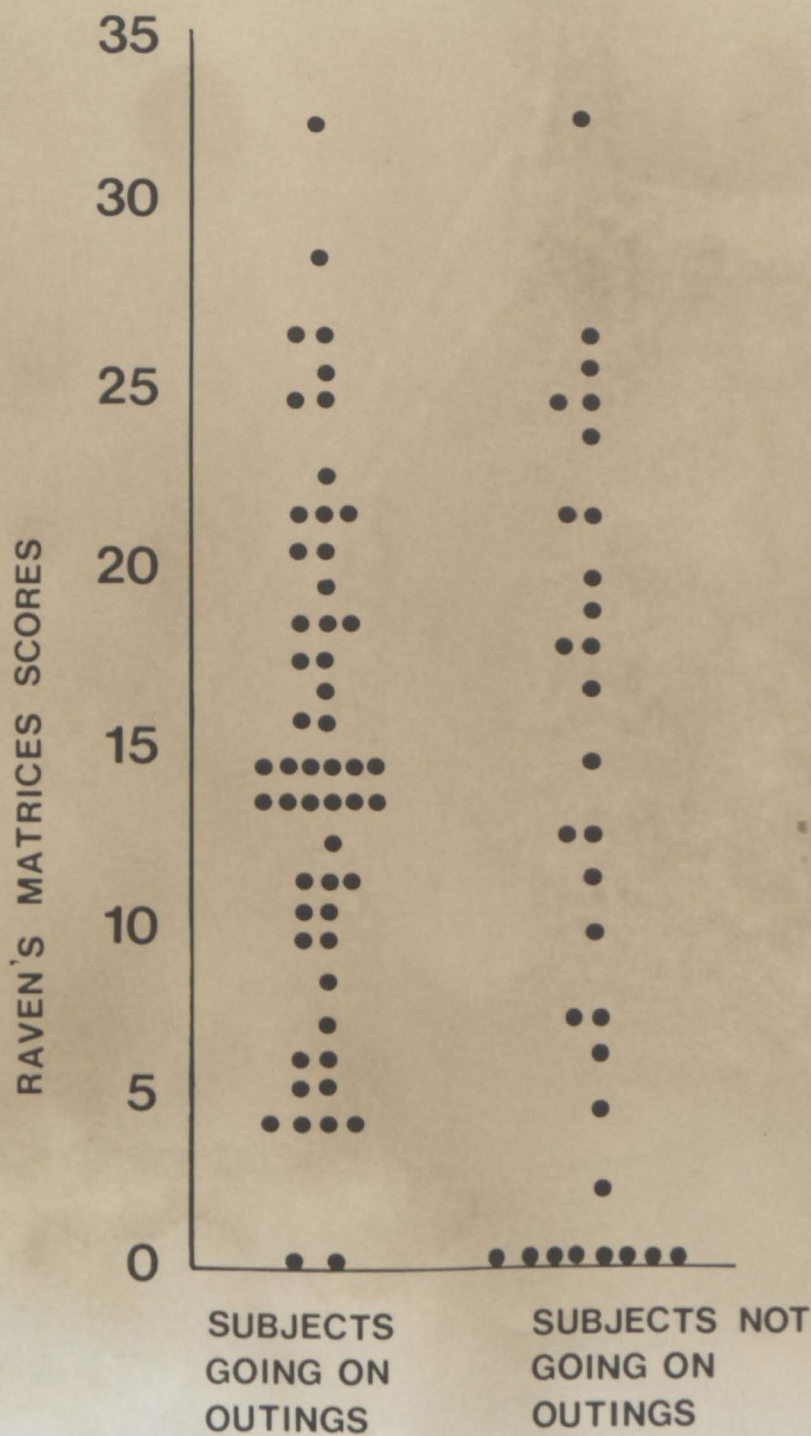 35
30
25
20
15
10
5
0
RAVEN'S MATRICES SCORES
SUBJECTS
GOING ON
OUTINGS
SUBJECTS NOT
GOING ON
OUTINGS